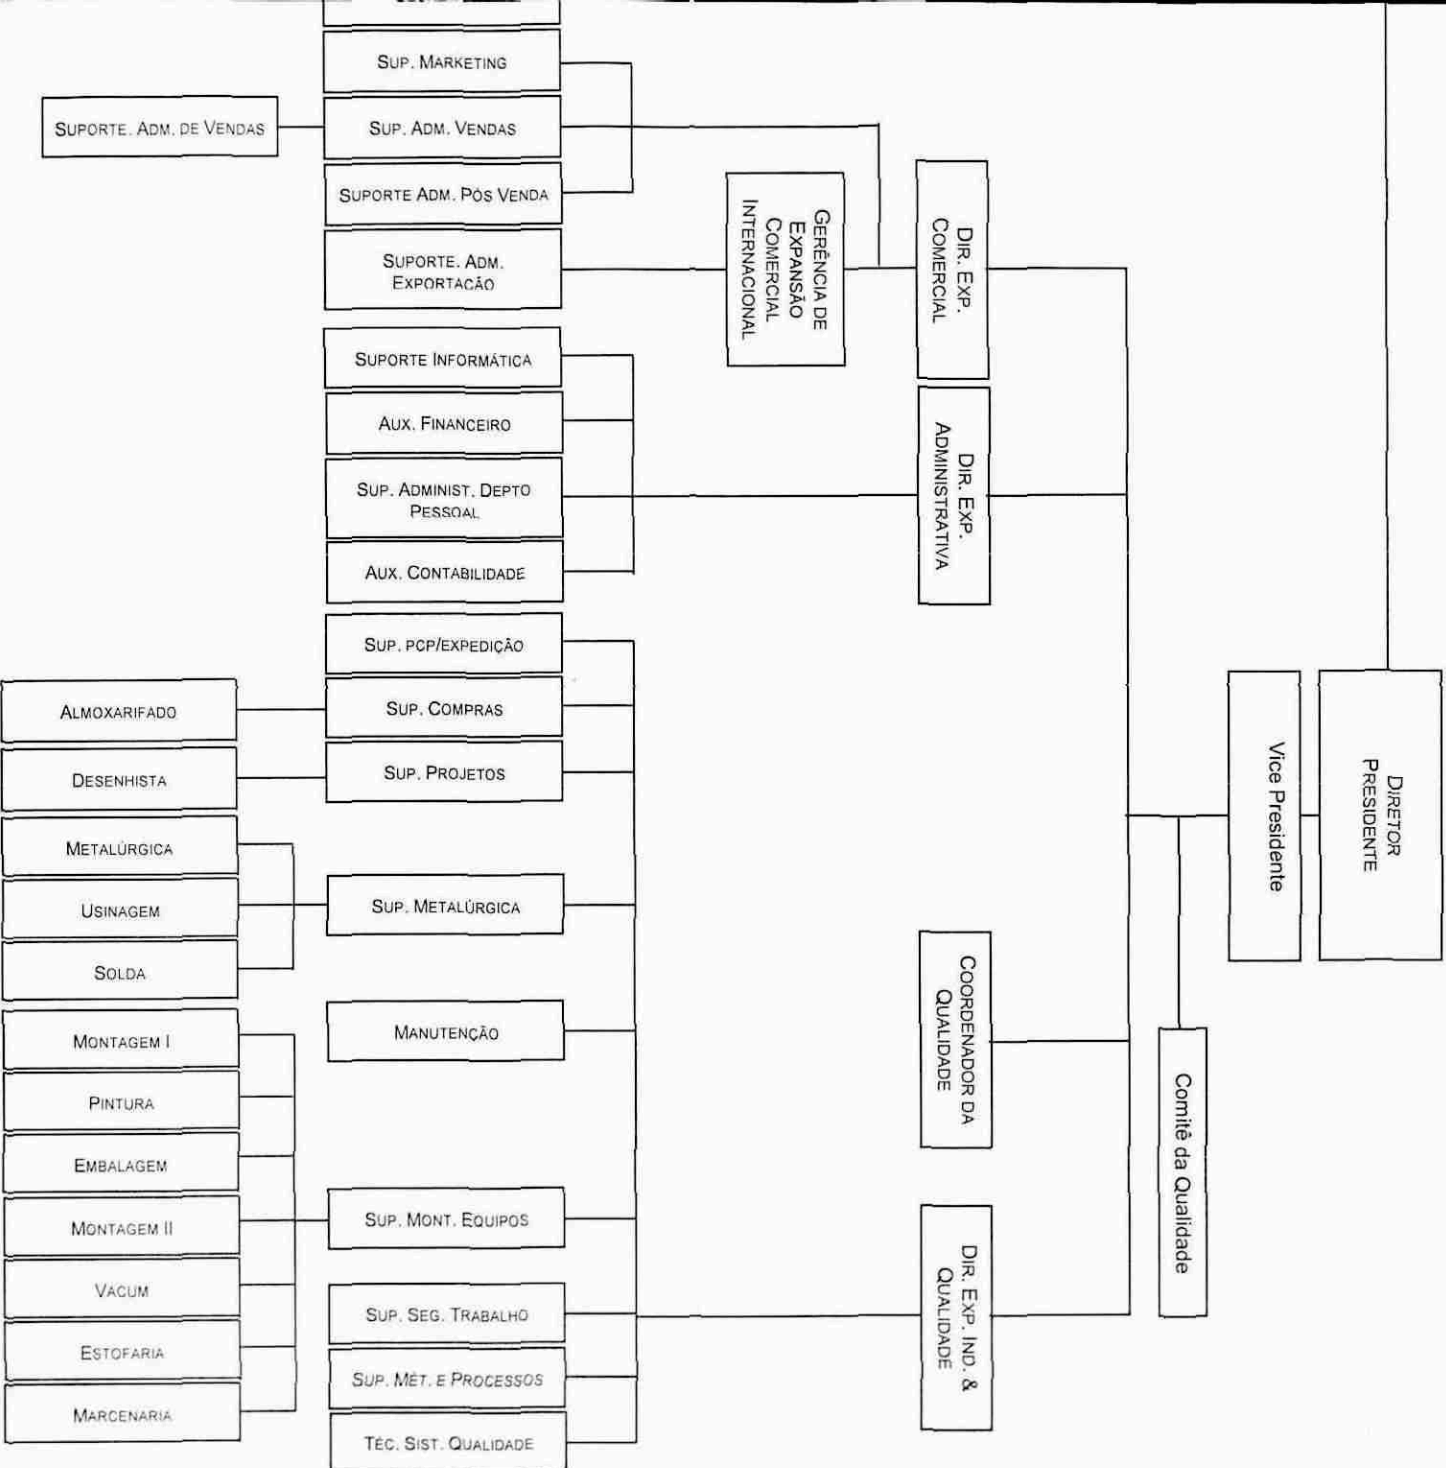 SUP. MARKETING
SUPORTE. ADM. DE VENDAS
SUP. ADM. VENDAS
SUPORTE ADM. PÓS VENDA
SUPORTE. ADM.
EXPORTACÃO
GERÊNCIA DE
EXPANSÃO
COMERCIAL
INTERNACIONAL
DIR. EXP.
COMERCIAL
SUPORTE INFORMÁTICA
AUX. FINANCEIRO
SUP. ADMINIST. DEPTO
PESSOAL
AUX. CONTABILIDADE
DIR. EXP.
ADMINISTRATIVA
SUP. PCP/EXPEDIÇÃO
ALMOXARIFADO
SUP. COMPRAS
DESENHISTA
SUP. PROJETOS
Vice Presidente
DIRETOR
PRESIDENTE
METALÚRGICA
USINAGEM
SOLDA
SUP. METALÚRGICA
MANUTENÇÃO
COORDENADOR DA
QUALIDADE
Comitê da Qualidade
MONTAGEM I
PINTURA
EMBALAGEM
MONTAGEM II
VACUM
ESTOFARIA
MARCENARIA
SUP. MONT. EQUIPOS
SUP. SEG. TRABALHO
SUP. MÉT. E PROCESSOS
TÉC. SIST. QUALIDADE
DIR. EXP. IND. &
QUALIDADE